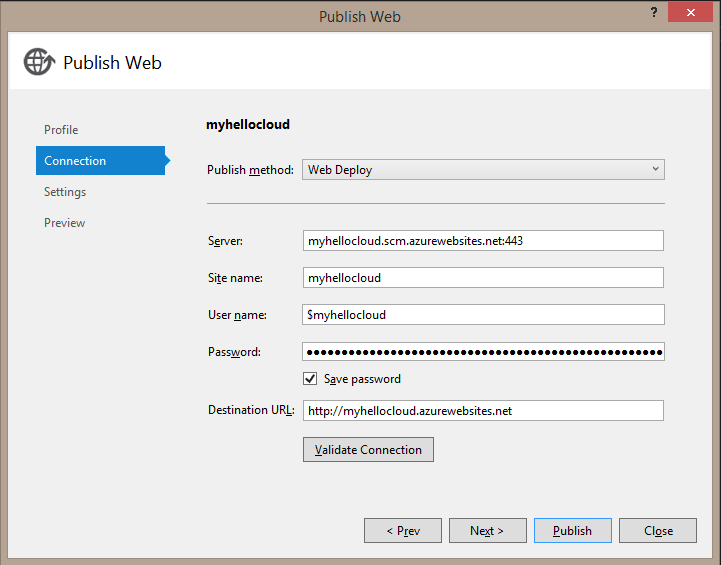 Publish Web
?
Publish Web
Profile
Connection
Settings
Preview
myhellocloud
Publish method: Web Deploy
Server: myhellocloud.scm.azurewebsites.net:443
Site name: myhellocloud
User name: $myhellocloud
Password:
Save password
Destination URL: http://myhellocloud.azurewebsites.net
Validate Connection
< Prev Next > Publish Close